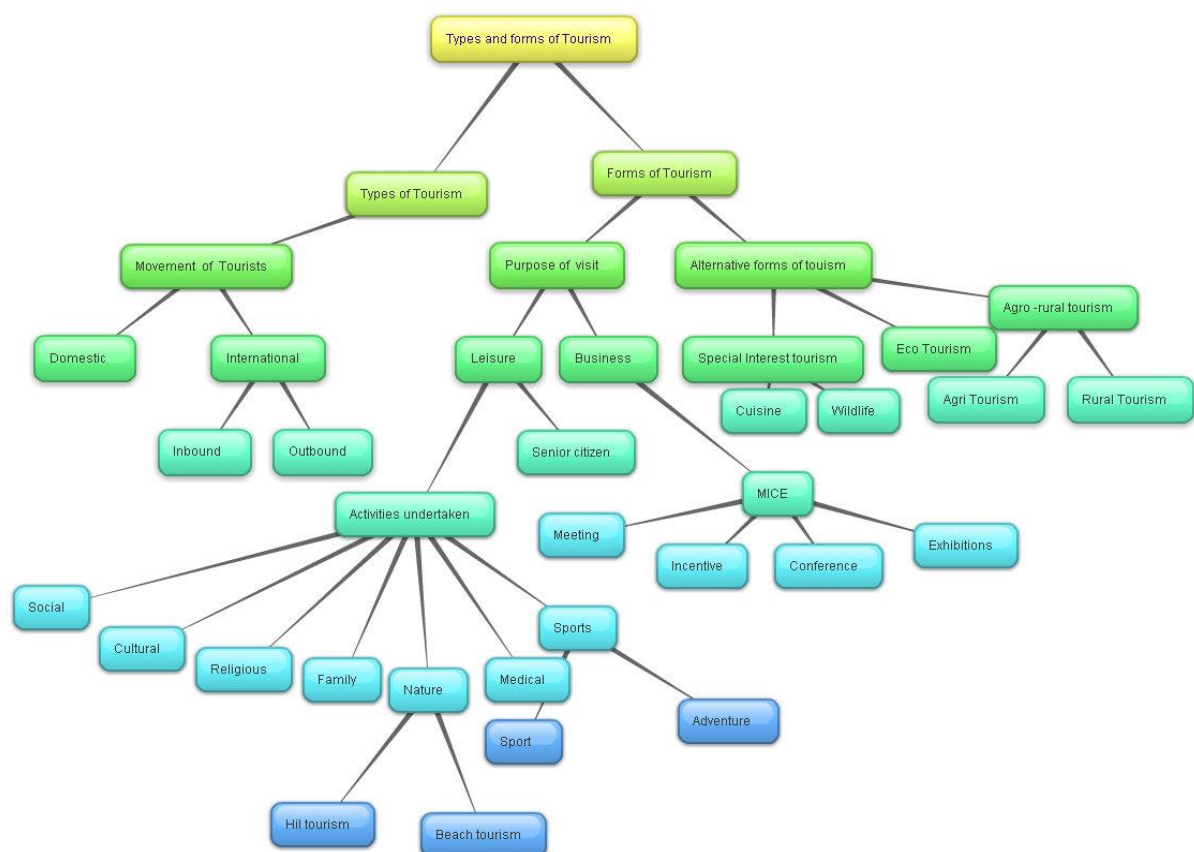 Types and forms of Tourism
Forms of Tourism
Types of Tourism
Movement of Tourists
Purpose of visit
Alternative forms of touism
Agro -rural tourism
Domestic
International
Leisure
Business
Special Interest tourism
Eco Tourism
Agri Tourism
Rural Tourism
Cuisine
Wildlife
Inbound
Outbound
Senior citizen
MICE
Activities undertaken
Meeting
Exhibitions
Incentive
Conference
Social
Sports
Cultural
Religious
Family
Nature
Medical
Sport
Adventure
Hil tourism
Beach tourism